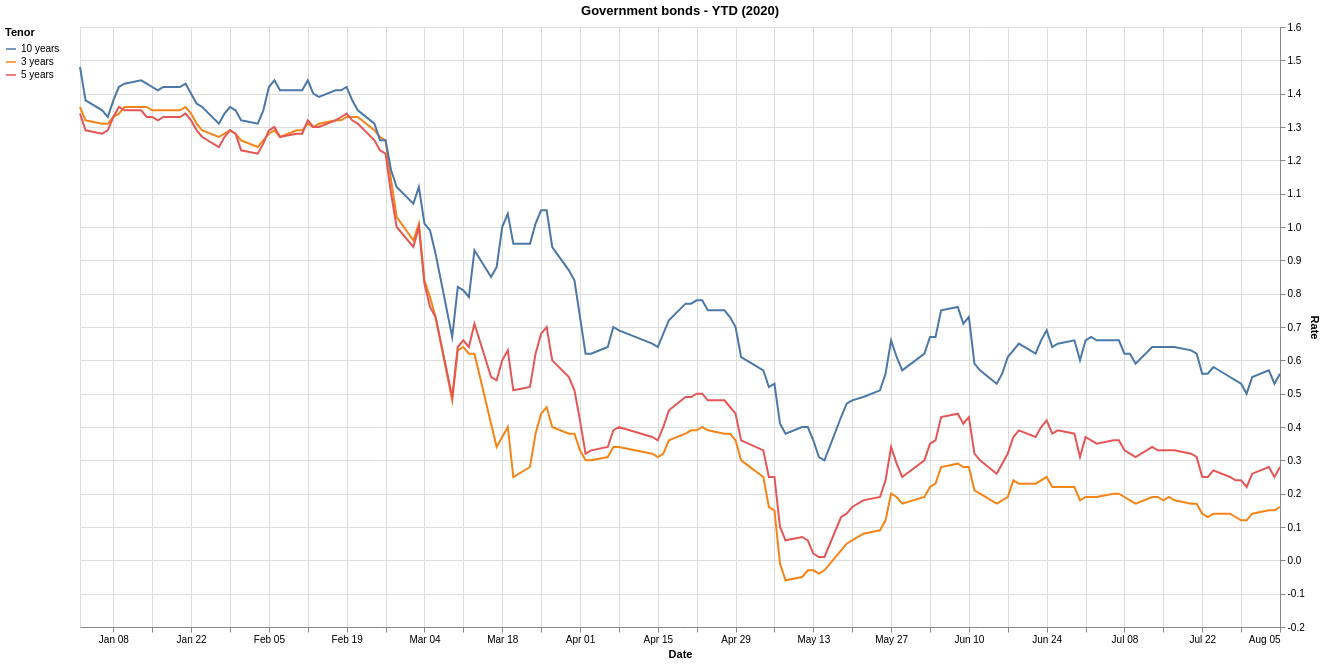 Government bonds - YTD (2020)
Tenor
10 years
3 years
5 years
1.6
1.5
1.4
1.3
1.2
1.1
1.0
0.9
0.8
0.7
0.6
0.5
0.4
0.3
0.2
0.1
0.0
-0.1
-0.2
Rate
Jan 08 Jan 22 Feb 05 Feb 19 Mar 04 Mar 18 Apr 01 Apr 15 Apr 29 May 13 May 27 Jun 10 Jun 24 Jul 08 Jul 22 Aug 05
Date